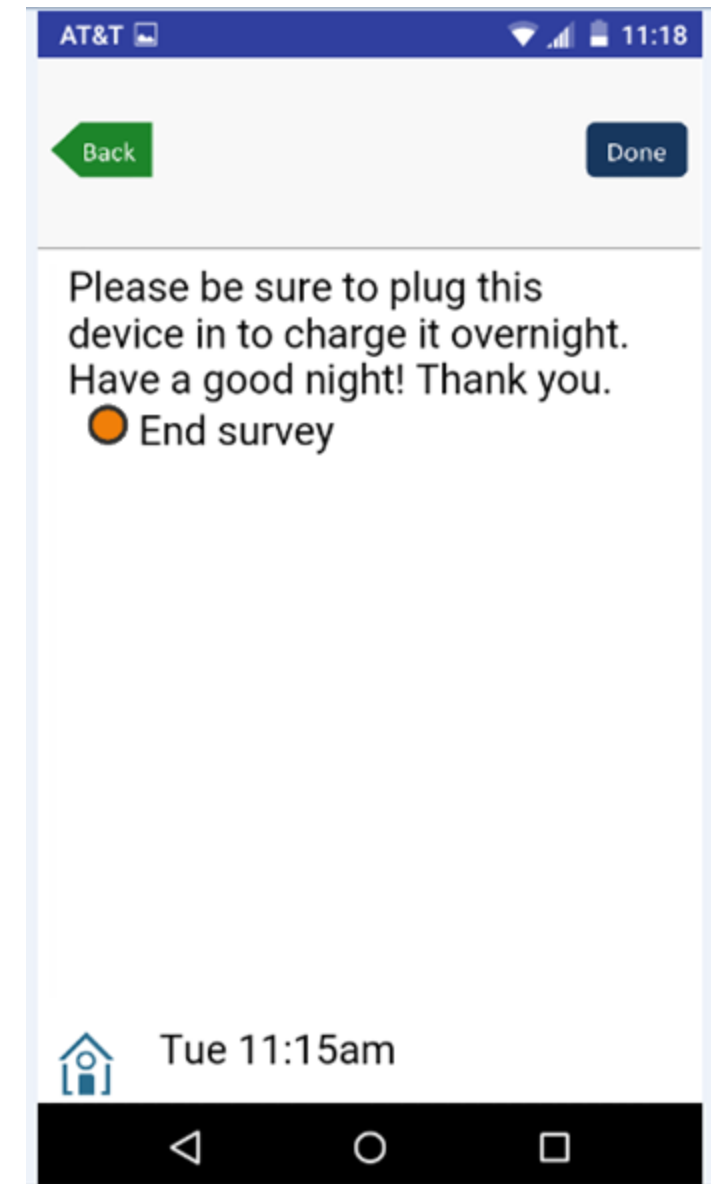 AT&T 11:18
Back Done
Please be sure to plug this
device in to charge it overnight.
Have a good night! Thank you.
End survey
Tue 11:15am